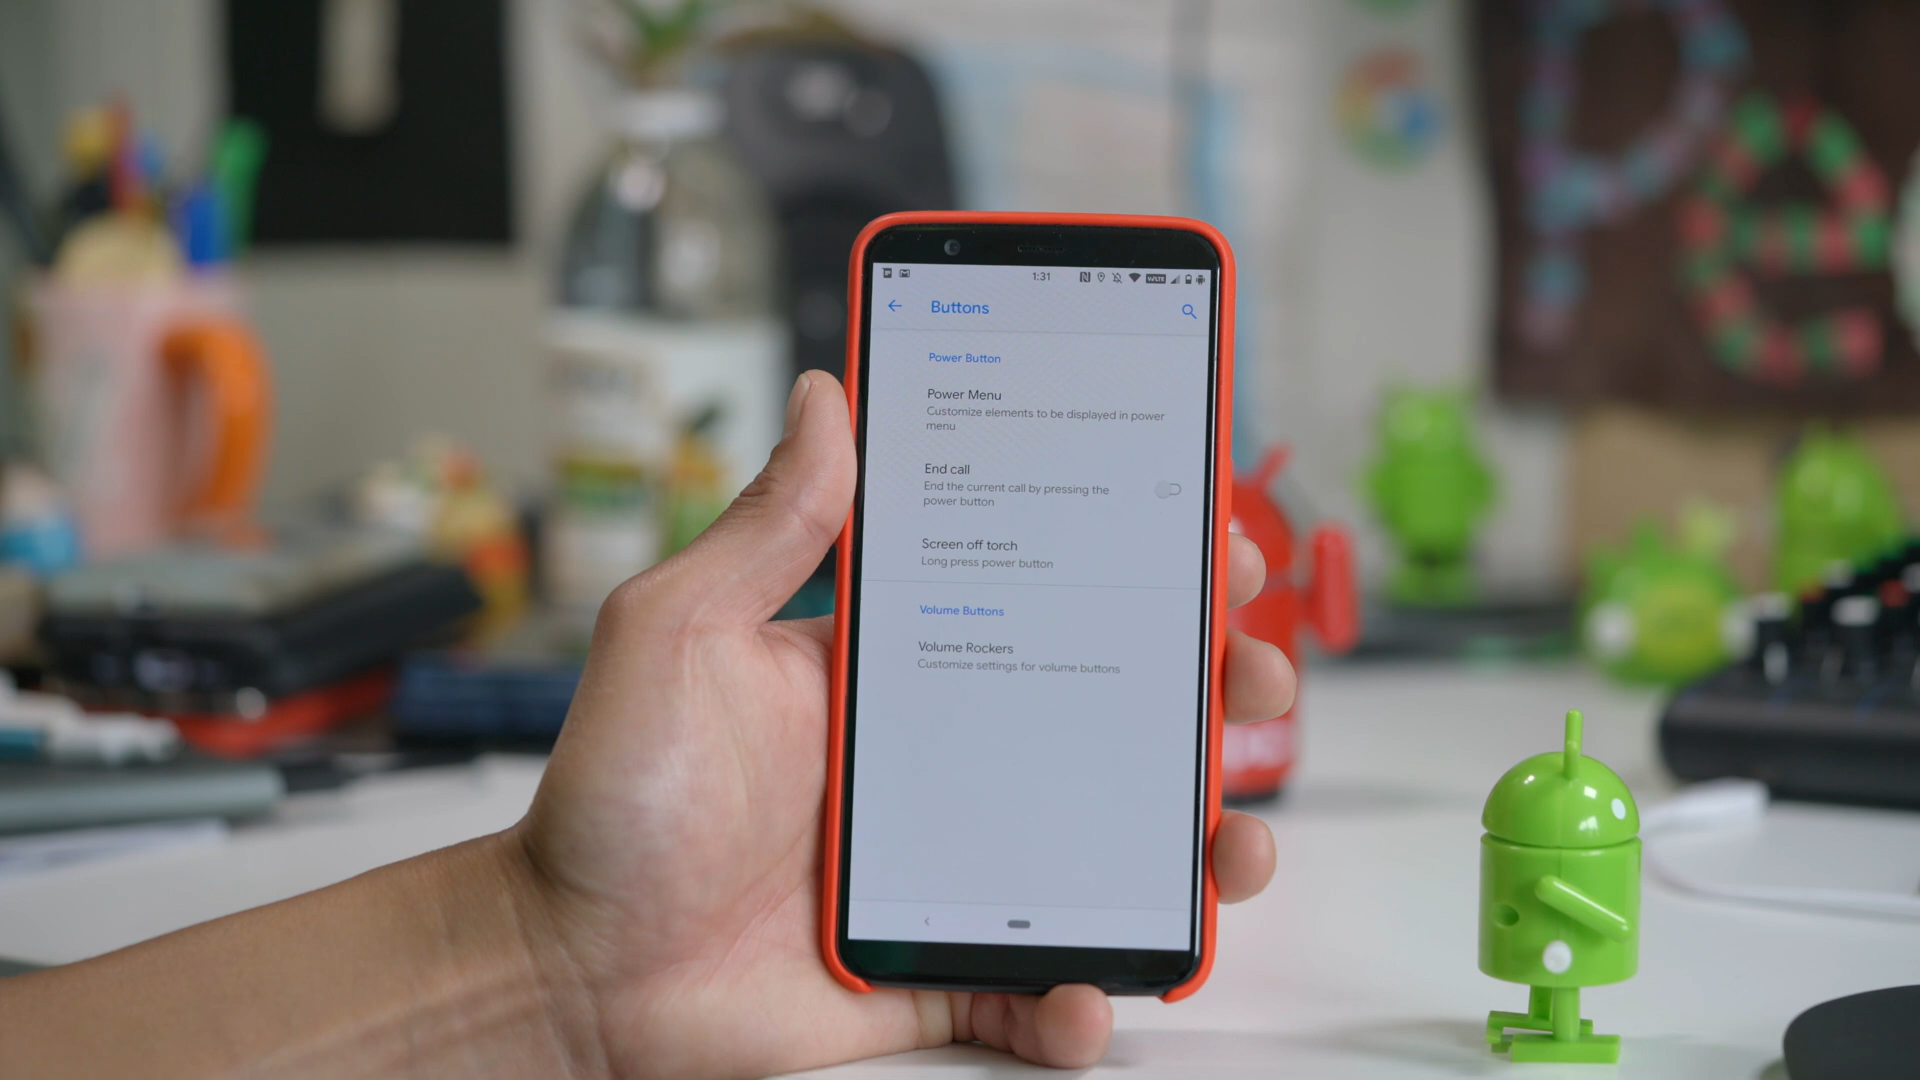 1:31
VoLTE
Buttons
Power Button
Power Menu
Customize elements to be displayed in power
menu
End call
End the current call by pressing the
power button
Screen off torch
Long press power button
Volume Buttons
Volume Rockers
Customize settings for volume buttons
Pe